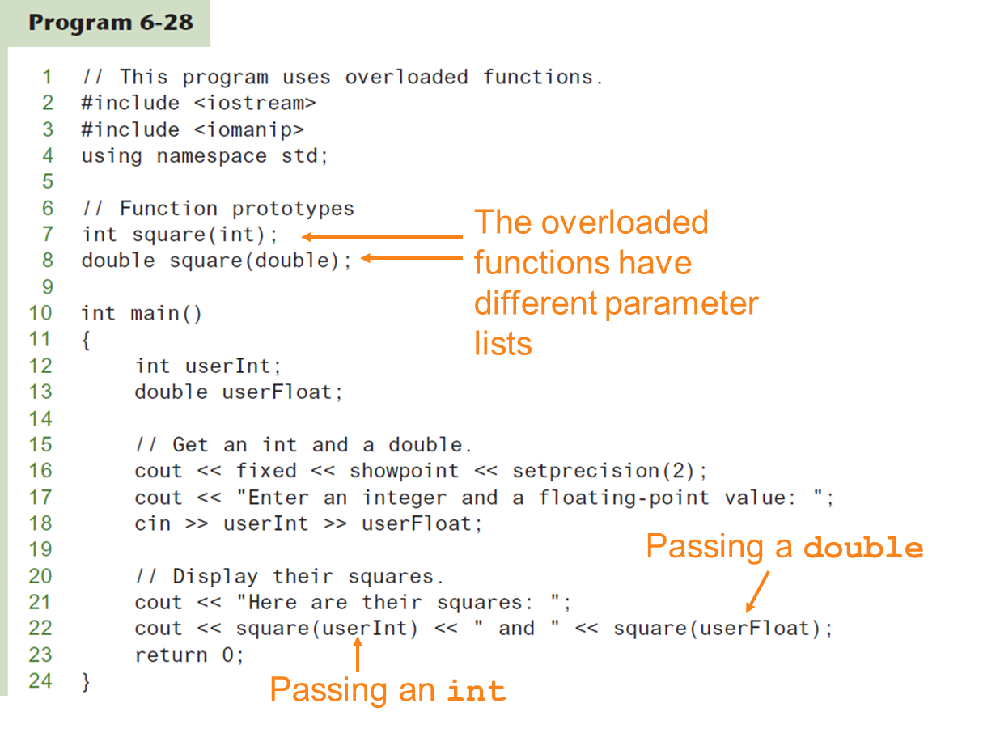 Program 6-28
1 // This program uses overloaded functions.
2 #include <iostream>
3 #include <iomanip>
4 using namespace std;
5
6 // Function prototypes
7 int square(int);
8 double square(double);
The overloaded
functions have
different parameter
lists
9
10 int main()
11 {
12 int userInt;
13 double userFloat;
14
15 // Get an int and a double.
16 cout << fixed << showpoint << setprecision(2);
17 cout << "Enter an integer and a floating-point value: ";
18 cin >> userInt >> userFloat;
19
Passing a double
20 // Display their squares.
21 cout << "Here are their squares: ";
22 cout << square(userInt) << " and " << square(userFloat);
23 return 0;
24 }
Passing an int